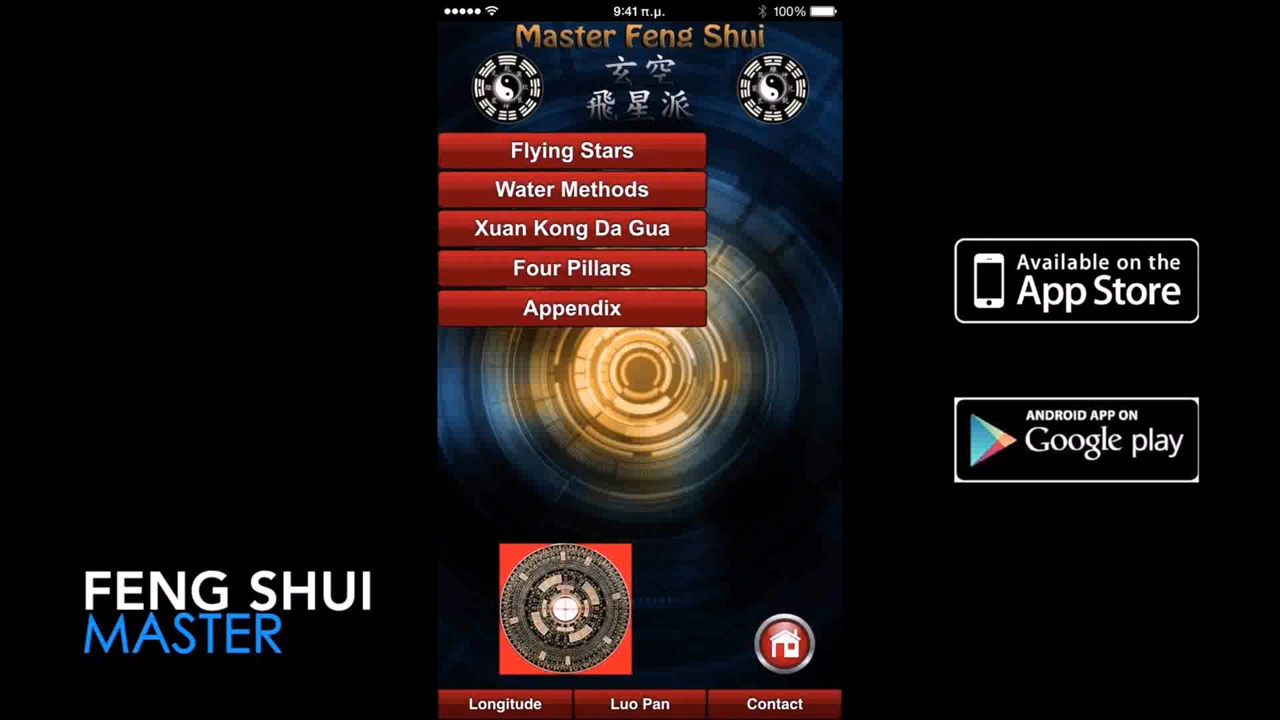 9:41 π.μ.
100%
Master Feng Shui
玄空
飛星派
Flying Stars
Water Methods
Xuan Kong Da Gua
Four Pillars
Appendix
Available on the
App Store
ANDROID APP ON
Google play
FENG SHUI
MASTER
Longitude
Luo Pan
Contact